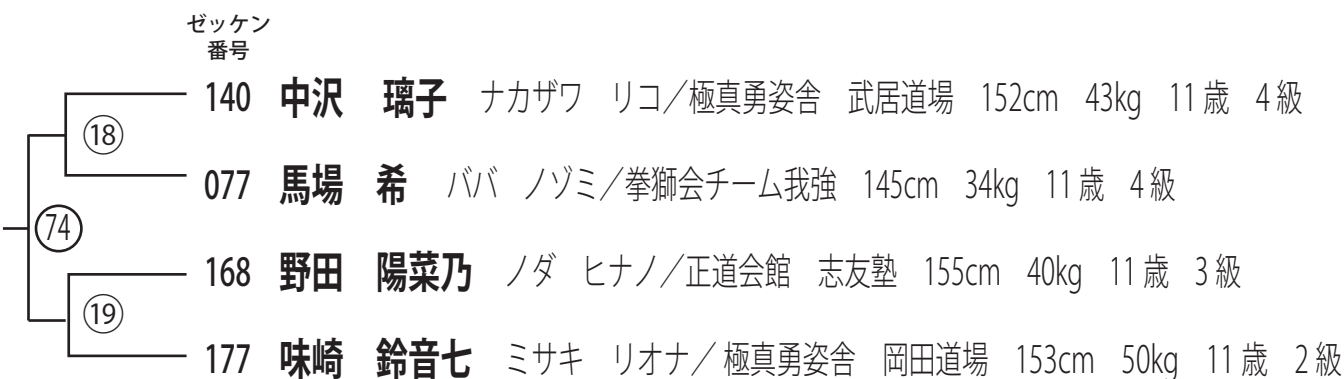 ゼッケン
番号
140 中沢 璃子 ナカザワ リコ／極真勇姿舎 武居道場 152cm 43kg 11歳 4級
⑱
077 馬場 希 ババ ノゾミ／拳獅会チーム我強 145cm 34kg 11歳 4級
74
168 野田 陽菜乃 ノダ ヒナノ／正道会館 志友塾 155cm 40kg 11歳 3級
⑲
177 味崎 鈴音七 ミサキ リオナ／極真勇姿舎 岡田道場 153cm 50kg 11歳 2級